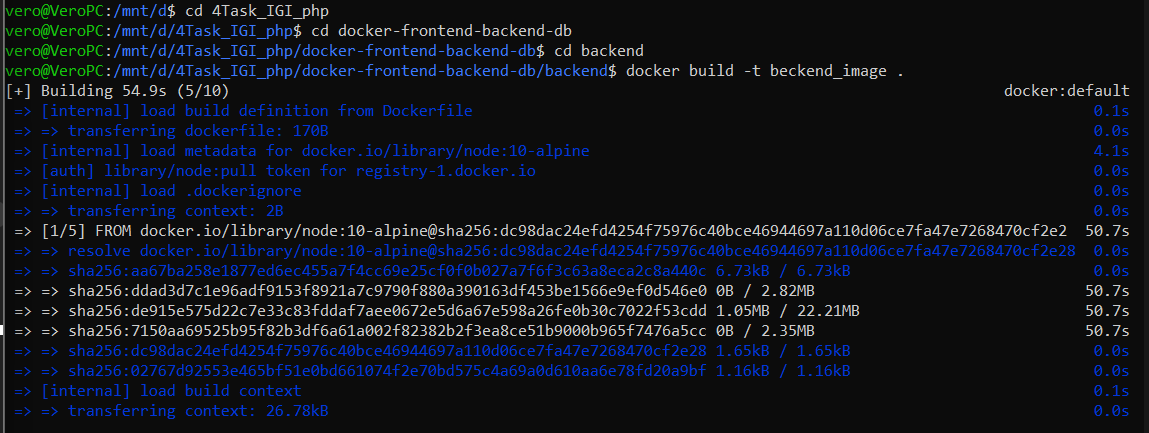 vero@VeroPC:/mnt/d$ cd 4Task_IGI_php
vero@VeroPC:/mnt/d/4Task_IGI_php$ cd docker-frontend-backend-db
vero@VeroPC:/mnt/d/4Task_IGI_php/docker-frontend-backend-db$ cd backend
vero@VeroPC:/mnt/d/4Task_IGI_php/docker-frontend-backend-db/backend$ docker build -t beckend_image .
[+] Building 54.9s (5/10) docker:default
=> [internal] load build definition from Dockerfile 0.1s
=> => transferring dockerfile: 170B 0.0s
=> [internal] load metadata for docker.io/library/node:10-alpine 4.1s
=> [auth] library/node:pull token for registry-1.docker.io 0.0s
=> [internal] load .dockerignore 0.0s
=> => transferring context: 2B 0.0s
=> [1/5] FROM docker.io/library/node:10-alpine@sha256:dc98dac24efd4254f75976c40bce46944697a110d06ce7fa47e7268470cf2e2 50.7s
=> => resolve docker.io/library/node:10-alpine@sha256:dc98dac24efd4254f75976c40bce46944697a110d06ce7fa47e7268470cf2e28 0.0s
=> => sha256:aa67ba258e1877ed6ec455a7f4cc69e25cf0f0b027a7f6f3c63a8eca2c8a440c 6.73kB / 6.73kB 0.0s
=> => sha256:ddad3d7c1e96adf9153f8921a7c9790f880a390163df453be1566e9ef0d546e0 0B / 2.82MB 50.7s
=> => sha256:de915e575d22c7e33c83fddaf7aee0672e5d6a67e598a26fe0b30c7022f53cdd 1.05MB / 22.21MB 50.7s
=> => sha256:7150aa69525b95f82b3df6a61a002f82382b2f3ea8ce51b9000b965f7476a5cc 0B / 2.35MB 50.7s
=> => sha256:dc98dac24efd4254f75976c40bce46944697a110d06ce7fa47e7268470cf2e28 1.65kB / 1.65kB 0.0s
=> => sha256:02767d92553e465bf51e0bd661074f2e70bd575c4a69a0d610aa6e78fd20a9bf 1.16kB / 1.16kB 0.0s
=> [internal] load build context 0.1s
=> => transferring context: 26.78kB 0.0s